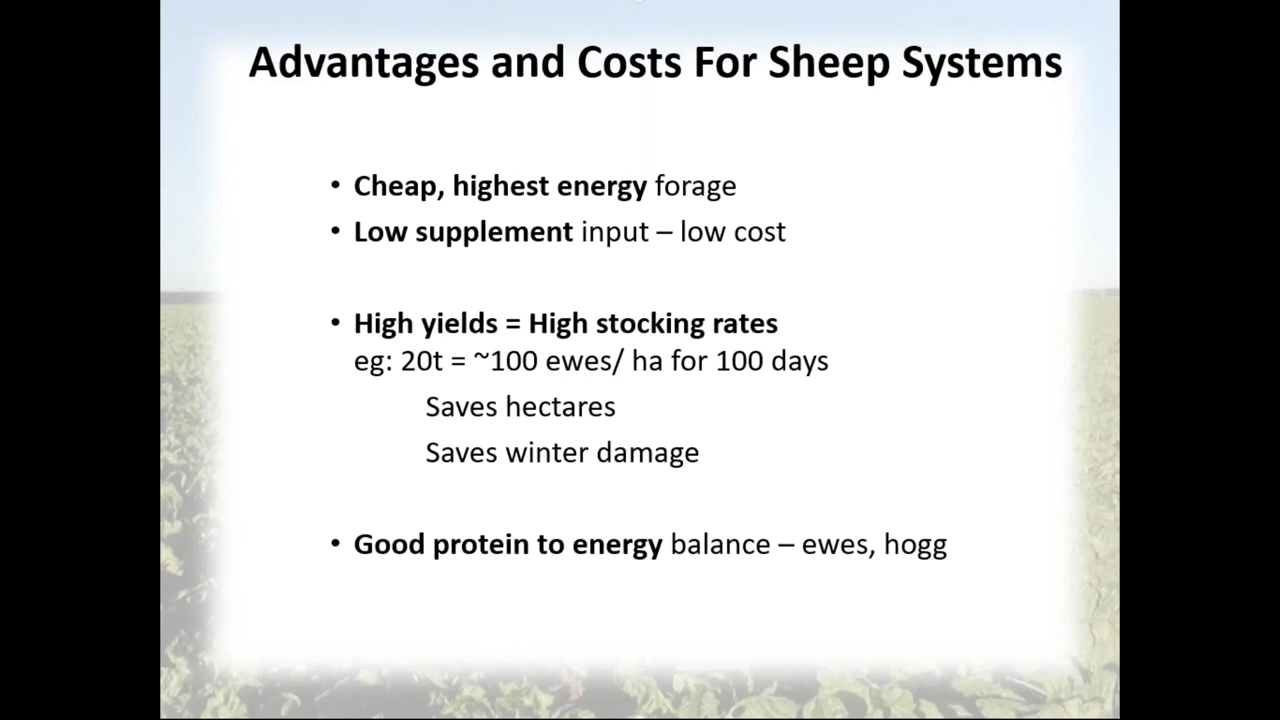 Advantages and Costs For Sheep Systems
• Cheap, highest energy forage
• Low supplement input – low cost
• High yields = High stocking rates
eg: 20t = ~100 ewes/ ha for 100 days
Saves hectares
Saves winter damage
• Good protein to energy balance – ewes, hogg